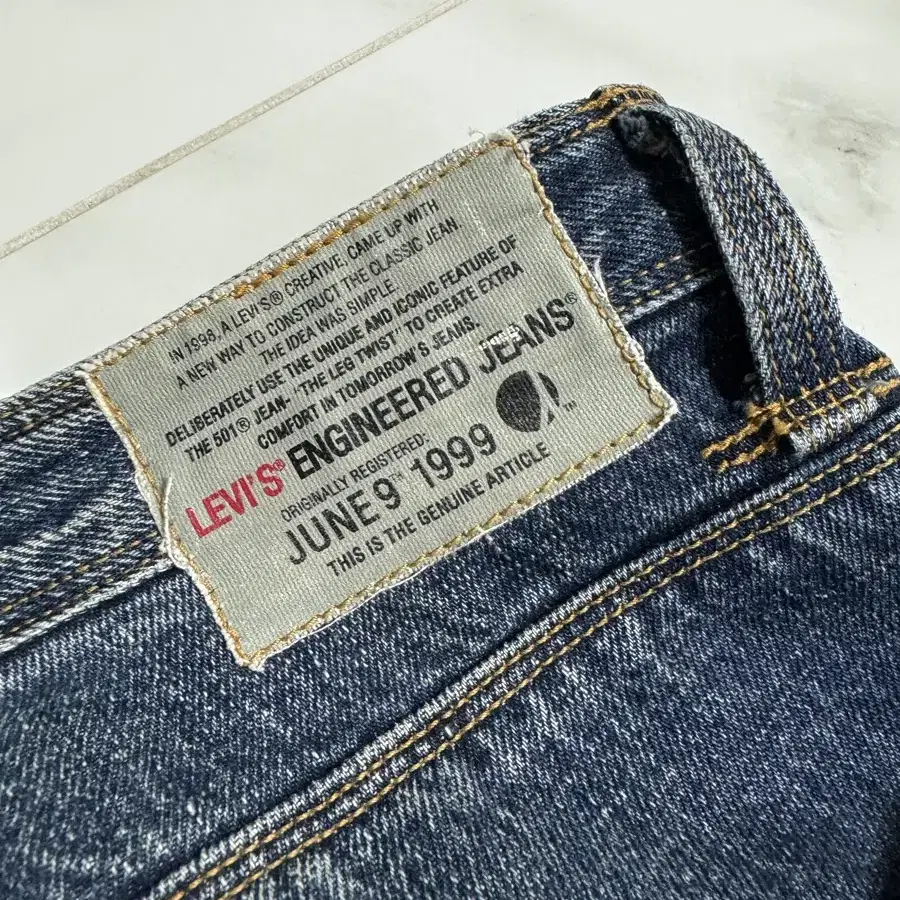 IN 1998, A LEVI'S® CREATIVE, CAME UP WITH
A NEW WAY TO CONSTRUCT THE CLASSIC JEAN.
THE IDEA WAS SIMPLE.
DELIBERATELY USE THE UNIQUE AND ICONIC FEATURE OF
THE 501® JEAN- "THE LEG TWIST" TO CREATE EXTRA
COMFORT IN TOMORROW'S JEANS.
LEVI'S® ENGINEERED JEANS®
ORIGINALLY REGISTERED:
JUNE 9TH 1999 ™
THIS IS THE GENUINE ARTICLE